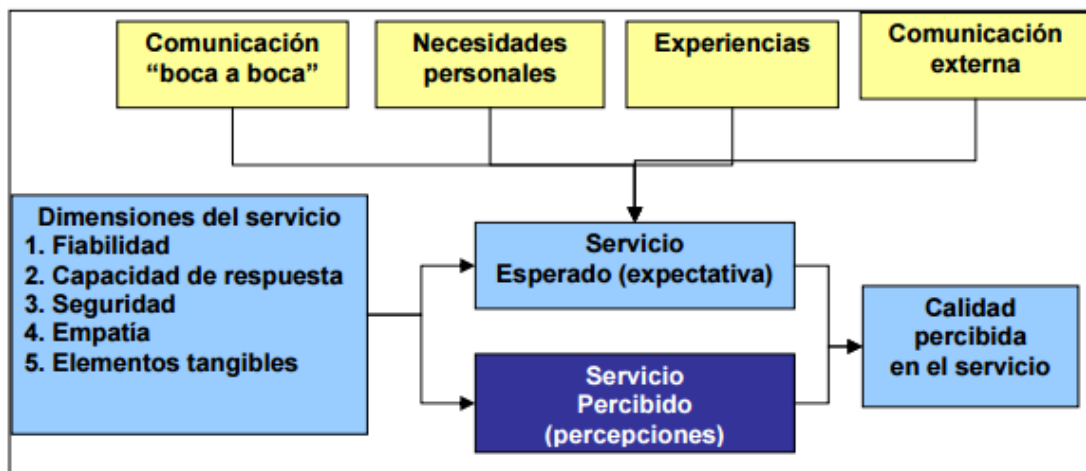 Comunicación
“boca a boca”
Necesidades
personales
Experiencias
Comunicación
externa
Dimensiones del servicio
1. Fiabilidad
2. Capacidad de respuesta
3. Seguridad
4. Empatía
5. Elementos tangibles
Servicio
Esperado (expectativa)
Servicio
Percibido
(percepciones)
Calidad
percibida
en el servicio